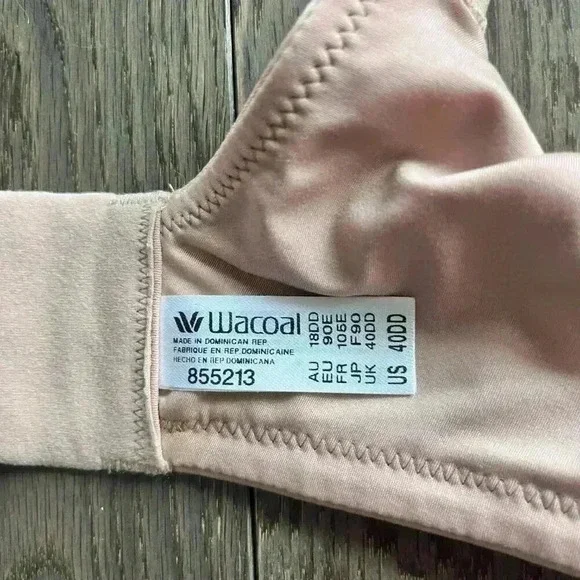 Wacoal
MADE IN DOMINICAN REP.
FABRIQUE EN REP. DOMINICAINE
HECHO EN REP. DOMINICANA
855213
AU 18DD
EU 90E
FR 105E
JP F90
UK 40DD
US 40DD